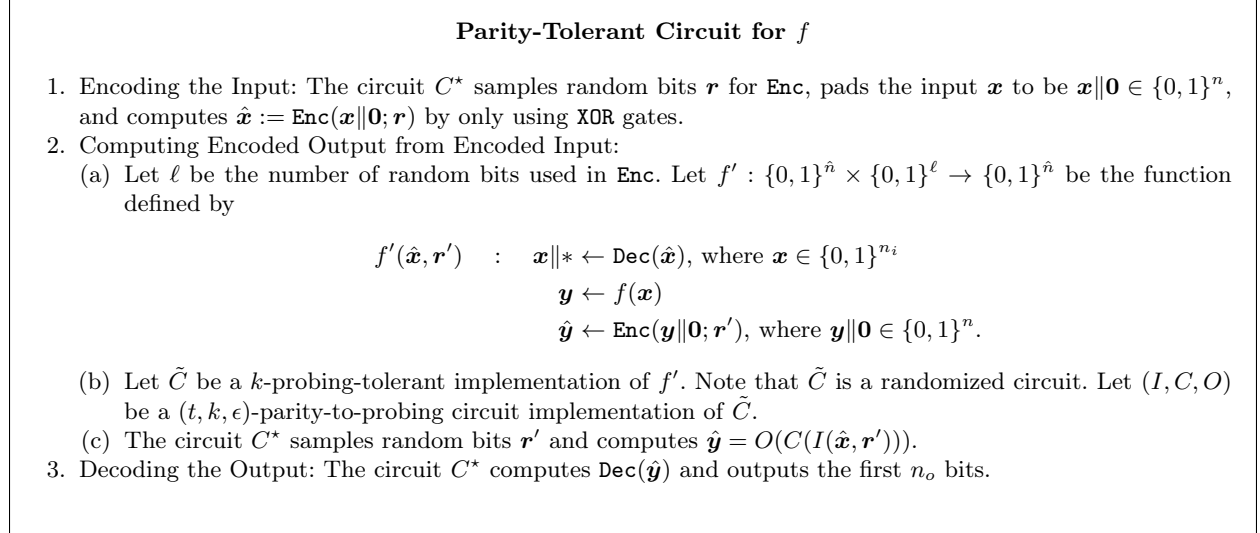 Parity-Tolerant Circuit for f
1. Encoding the Input: The circuit C⋆ samples random bits r for Enc, pads the input x to be x‖0 ∈ {0, 1}ⁿ,
and computes x̂ := Enc(x‖0; r) by only using XOR gates.
2. Computing Encoded Output from Encoded Input:
(a) Let ℓ be the number of random bits used in Enc. Let f′ : {0, 1}^n̂ × {0, 1}^ℓ → {0, 1}^n̂ be the function
defined by
f′(x̂, r′) : x‖∗ ← Dec(x̂), where x ∈ {0, 1}^{n_i}
y ← f(x)
ŷ ← Enc(y‖0; r′), where y‖0 ∈ {0, 1}ⁿ.
(b) Let C̃ be a k-probing-tolerant implementation of f′. Note that C̃ is a randomized circuit. Let (I, C, O)
be a (t, k, ϵ)-parity-to-probing circuit implementation of C̃.
(c) The circuit C⋆ samples random bits r′ and computes ŷ = O(C(I(x̂, r′))).
3. Decoding the Output: The circuit C⋆ computes Dec(ŷ) and outputs the first n_o bits.